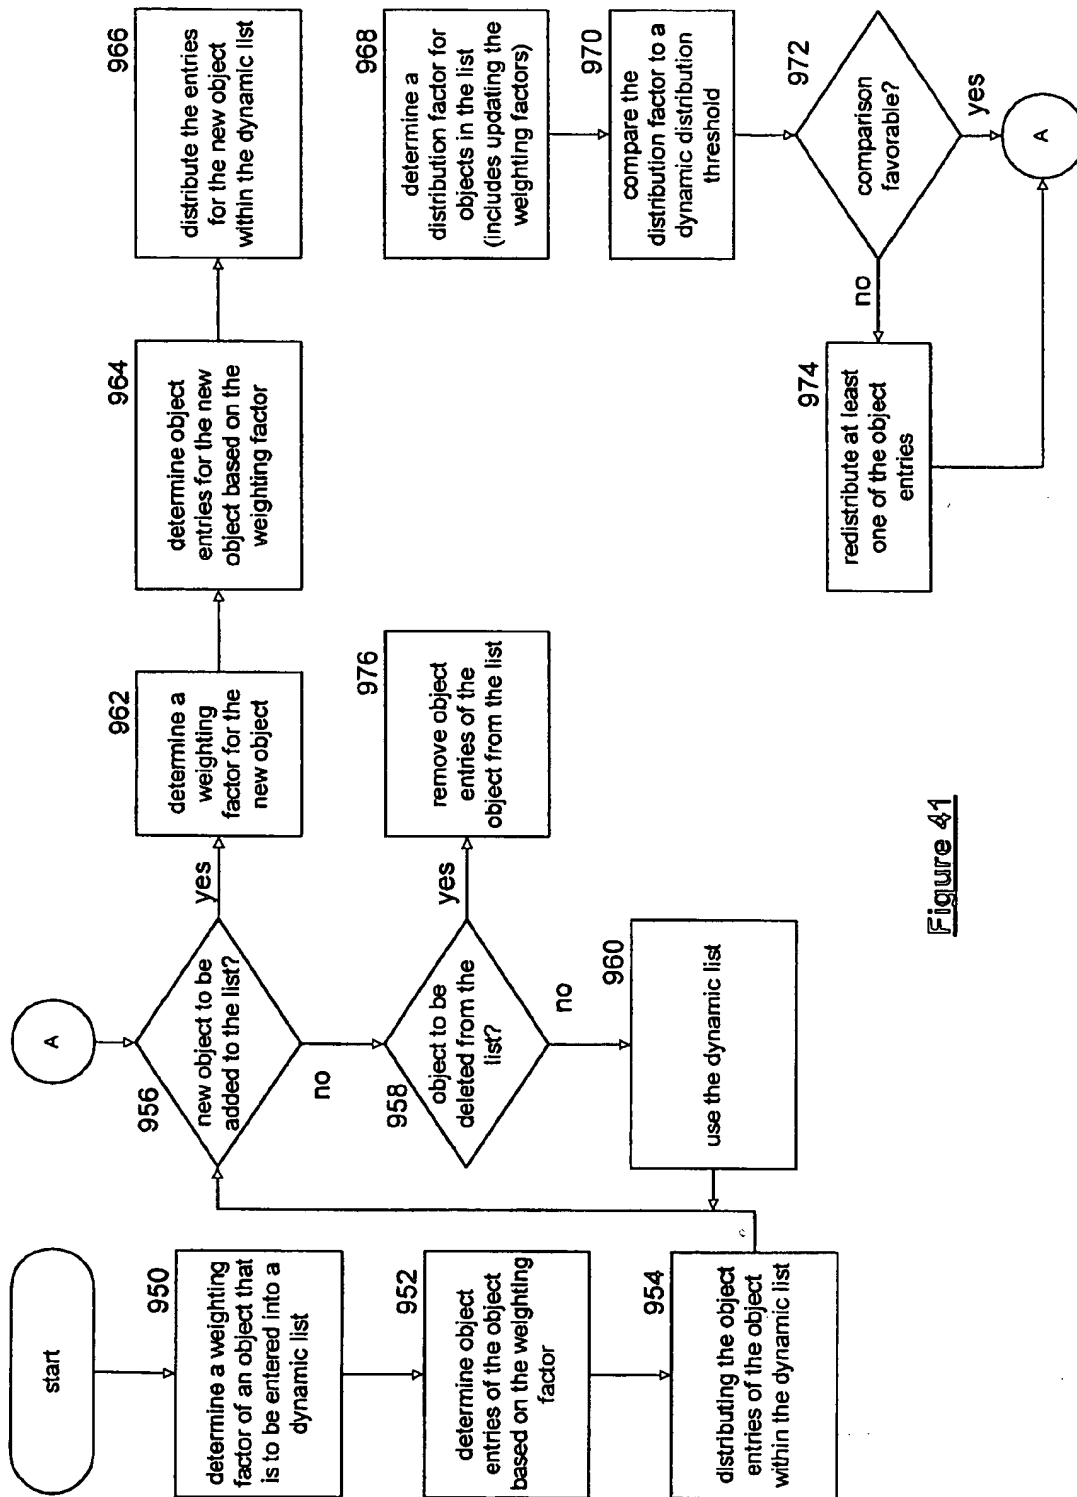 start
950
determine a weighting
factor of an object that
is to be entered into a
dynamic list
952
determine object
entries of the object
based on the weighting
factor
954
distributing the object
entries of the object
within the dynamic list
A
956
new object to be
added to the list?
yes
no
958
object to be
deleted from the
list?
yes
no
960
use the dynamic list
962
determine a
weighting
factor for the
new object
964
determine object
entries for the new
object based on the
weighting factor
966
distribute the entries
for the new object
within the dynamic list
976
remove object
entries of the
object from the list
968
determine a
distribution factor for
objects in the list
(includes updating the
weighting factors)
970
compare the
distribution factor to a
dynamic distribution
threshold
972
comparison
favorable?
no
yes
974
redistribute at least
one of the object
entries
A
Figure 41